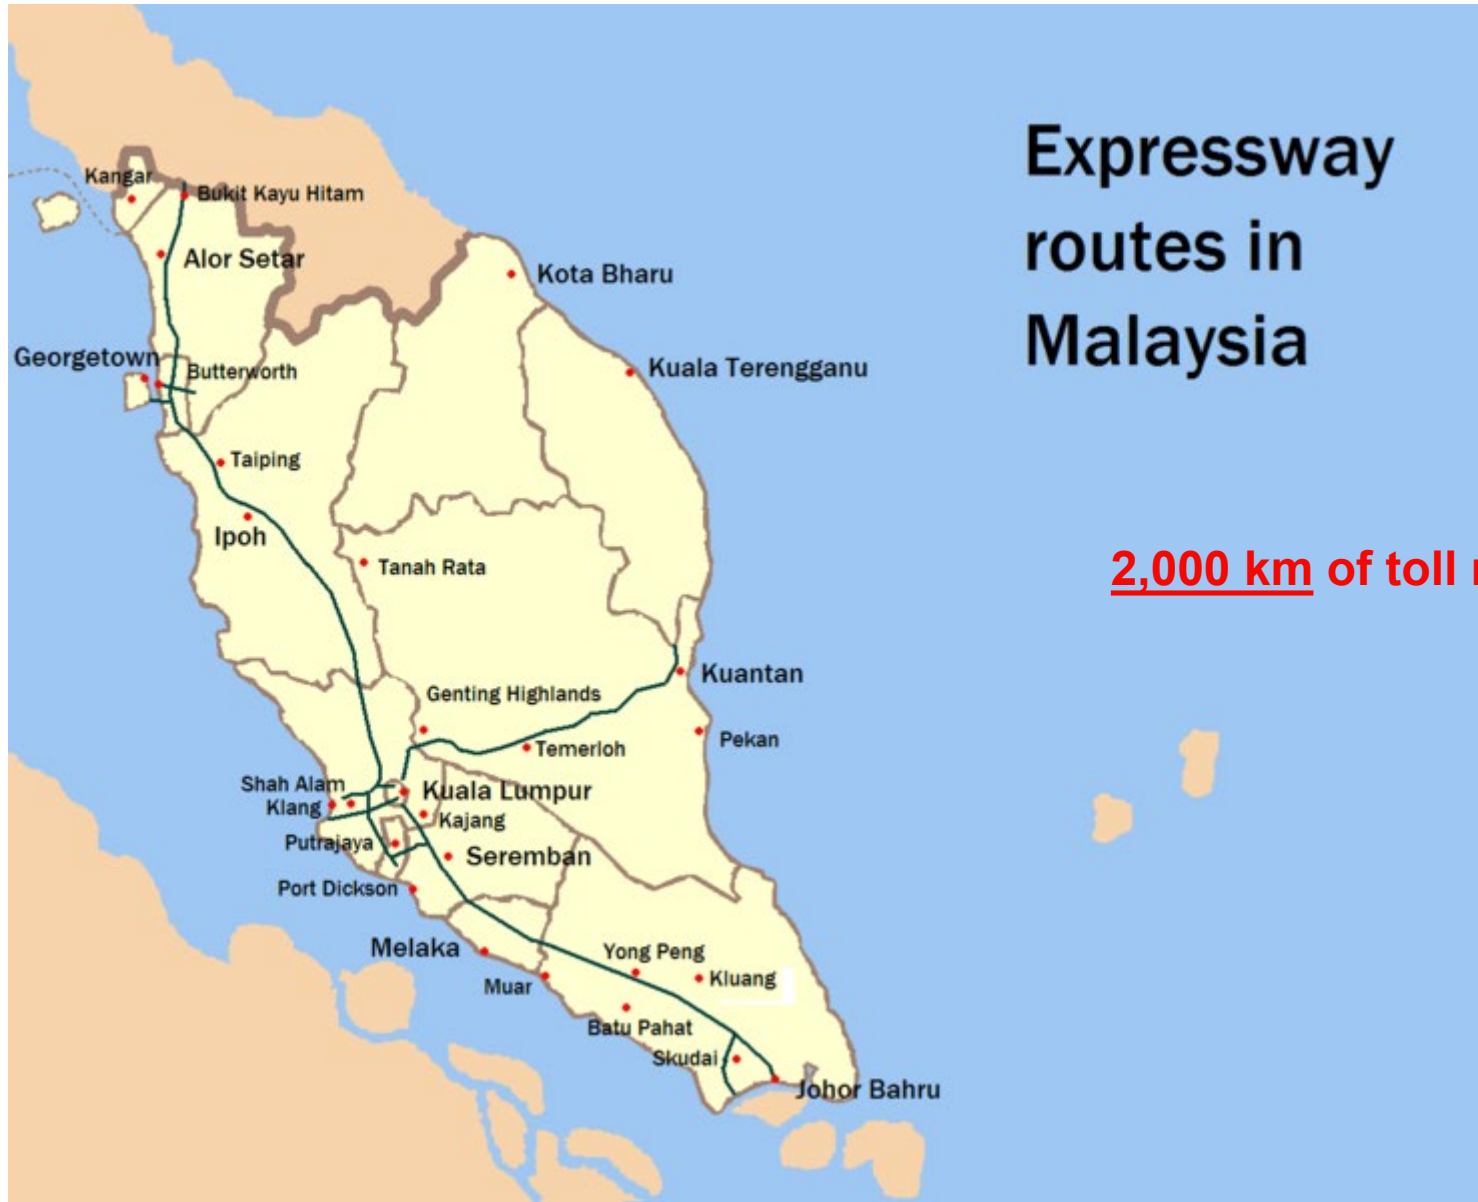 Expressway
routes in
Malaysia
Kangar
Bukit Kayu Hitam
Alor Setar
Kota Bharu
Georgetown
Butterworth
Kuala Terengganu
Taiping
Ipoh
Tanah Rata
2,000 km of toll
Kuantan
Genting Highlands
Pekan
Temerloh
Shah Alam
Kuala Lumpur
Klang
Kajang
Putrajaya
Seremban
Port Dickson
Melaka
Yong Peng
Kluang
Muar
Batu Pahat
Skudai
Johor Bahru